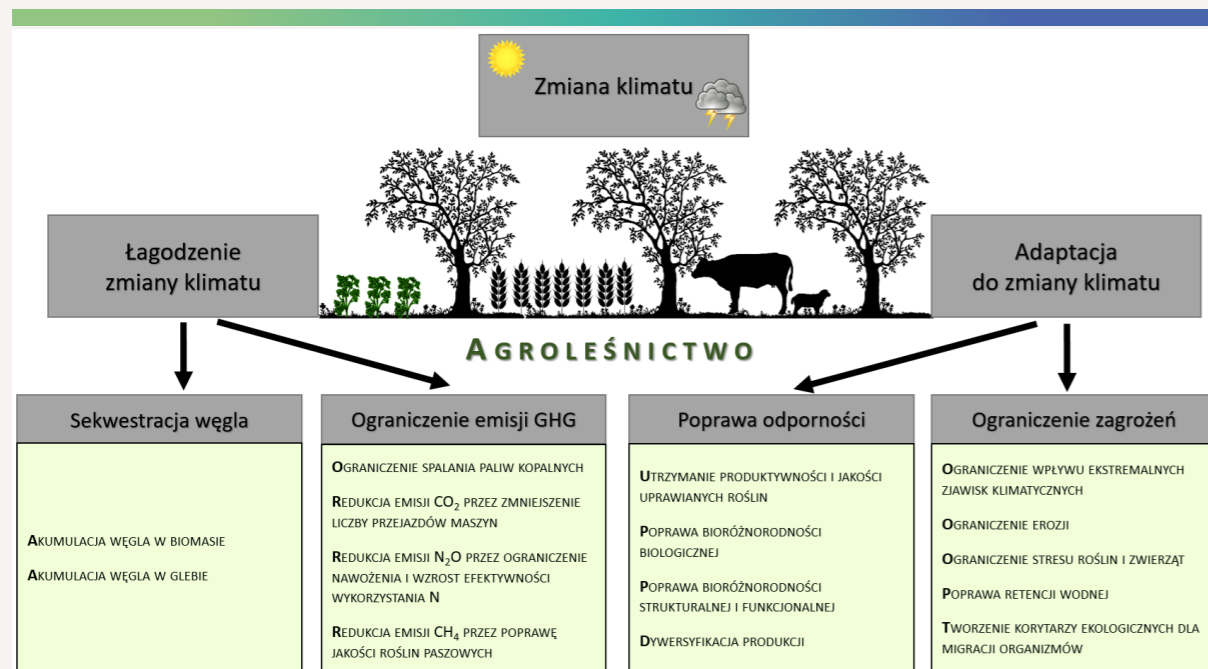 Zmiana klimatu
Łagodzenie
zmiany klimatu
Adaptacja
do zmiany klimatu
AGROLEŚNICTWO
Sekwestracja węgla
AKUMULACJA WĘGLA W BIOMASIE
AKUMULACJA WĘGLA W GLEBIE
Ograniczenie emisji GHG
OGRANICZENIE SPALANIA PALIW KOPALNYCH
REDUKCJA EMISJI CO₂ PRZEZ ZMNIEJSZENIE
LICZBY PRZEJAZDÓW MASZYN
REDUKCJA EMISJI N₂O PRZEZ OGRANICZENIE
NAWOŻENIA I WZROST EFEKTYWNOŚCI
WYKORZYSTANIA N
REDUKCJA EMISJI CH₄ PRZEZ POPRAWĘ
JAKOŚCI ROŚLIN PASZOWYCH
Poprawa odporności
UTRZYMANIE PRODUKTYWNOŚCI I JAKOŚCI
UPRAWIANYCH ROŚLIN
POPRAWA BIORÓŻNORODNOŚCI
BIOLOGICZNEJ
POPRAWA BIORÓŻNORODNOŚCI
STRUKTURALNEJ I FUNKCJONALNEJ
DYWERSYFIKACJA PRODUKCJI
Ograniczenie zagrożeń
OGRANICZENIE WPŁYWU EKSTREMALNYCH
ZJAWISK KLIMATYCZNYCH
OGRANICZENIE EROZJI
OGRANICZENIE STRESU ROŚLIN I ZWIERZĄT
POPRAWA RETENCJI WODNEJ
TWORZENIE KORYTARZY EKOLOGICZNYCH DLA
MIGRACJI ORGANIZMÓW